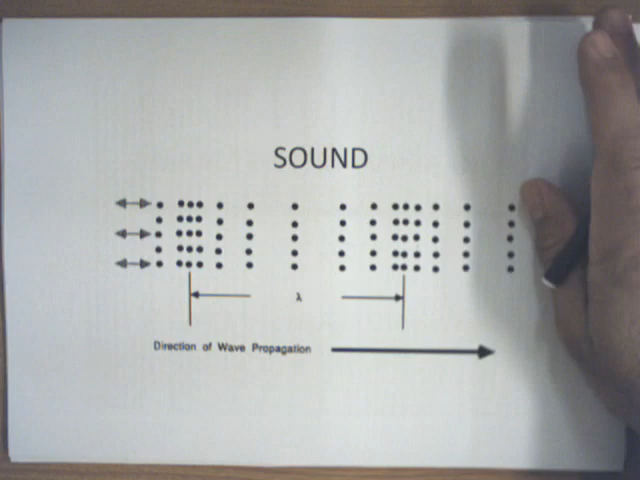 SOUND
λ
Direction of Wave Propagation